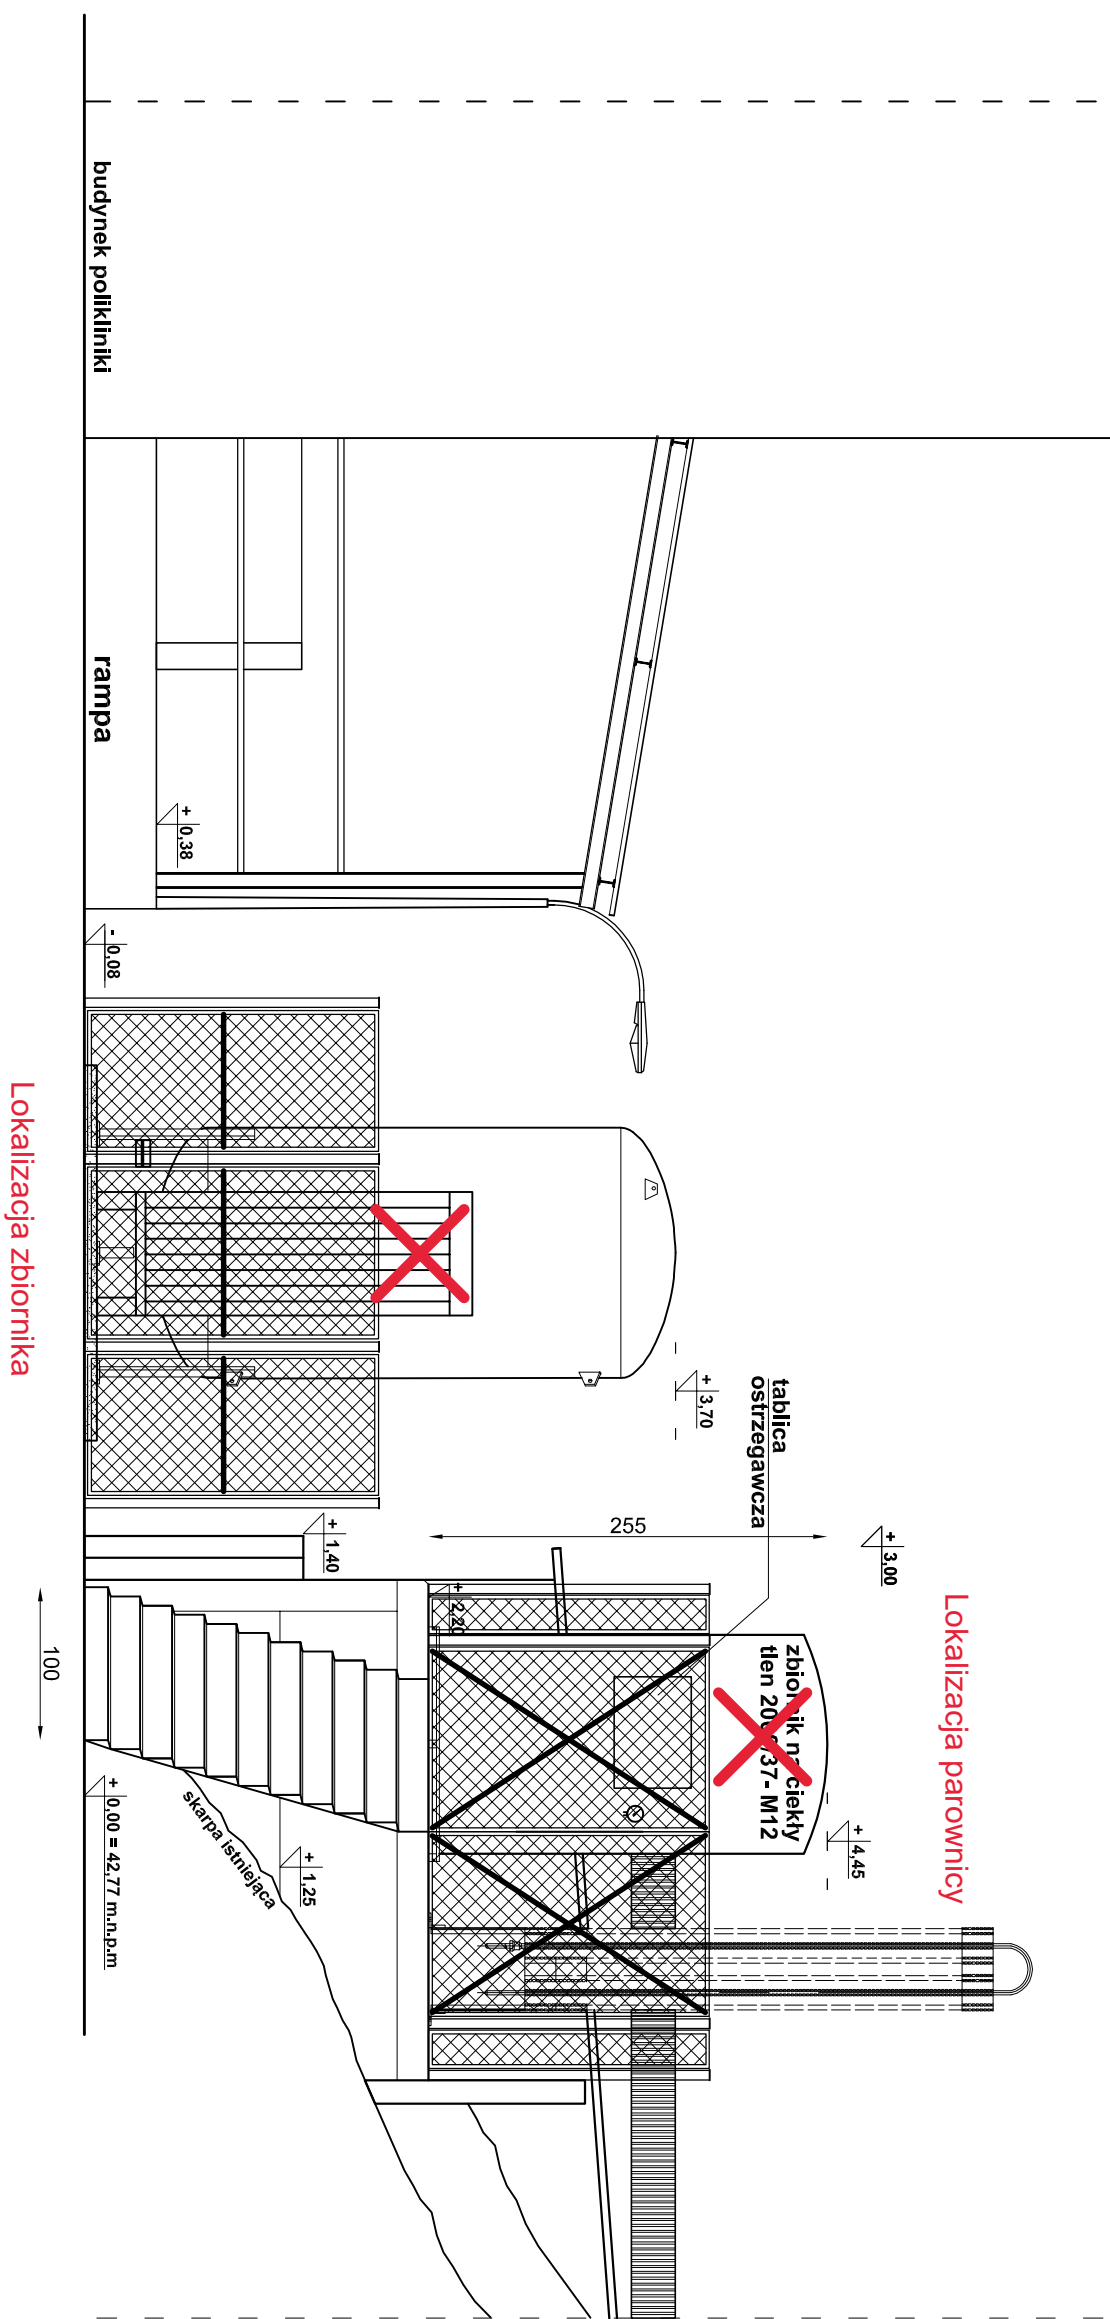 budynek polikliniki
rampa
+ 0,38
- 0,08
Lokalizacja zbiornika
+ 3,70
tablica
ostrzegawcza
255
+ 1,40
+ 3,00
+ 2,20
100
Lokalizacja parownicy
zbiornik na ciekły
tlen 200/37- M12
+ 4,45
+ 0,00 = 42,77 m.n.p.m
skarpa istniejąca
+ 1,25